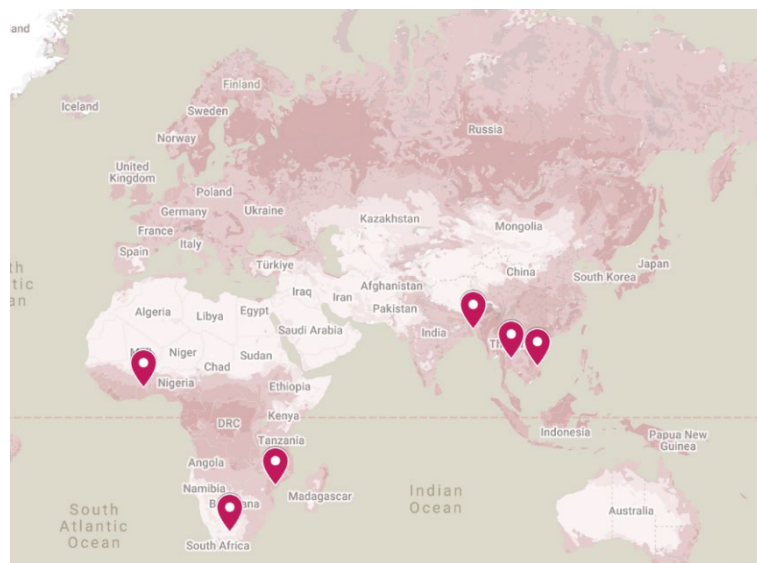 and
Iceland
Finland
Sweden
Norway
Russia
United
Kingdom
Poland
Germany
Ukraine
France
Spain
Italy
Kazakhstan
Mongolia
Türkiye
China
Japan
South Korea
Iraq
Iran
Afghanistan
Pakistan
Algeria
Libya
Egypt
Saudi Arabia
India
Niger
Chad
Sudan
Nigeria
Ethiopia
DRC
Kenya
Tanzania
Indonesia
Papua New
Guinea
Angola
Namibia
Madagascar
Indian
Ocean
South
Atlantic
Ocean
Australia
South Africa